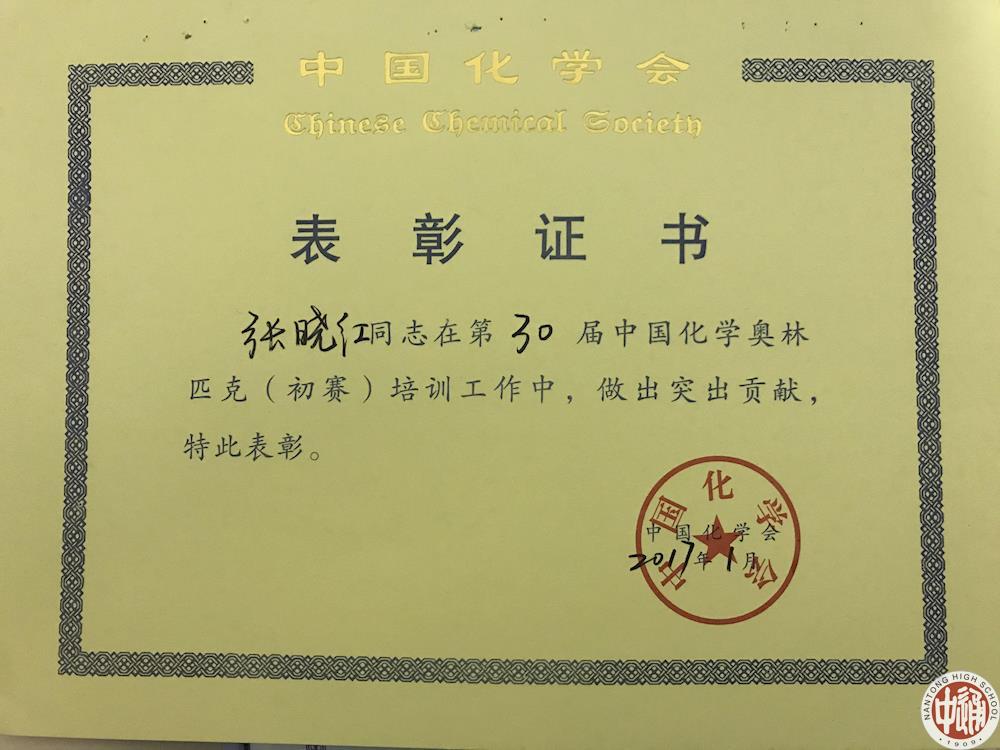 中国化学会
Chinese Chemical Society
表彰证书
张晓红同志在第30届中国化学奥林
匹克（初赛）培训工作中，做出突出贡献，
特此表彰。
中国化学会
中国化学会
2017年1月
NANTONG HIGH SCHOOL
中通
·1909·